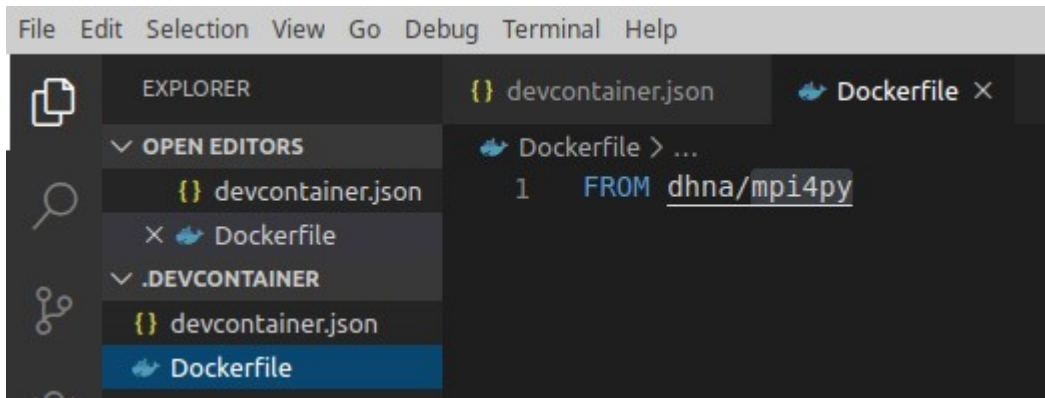 File Edit Selection View Go Debug Terminal Help
EXPLORER
OPEN EDITORS
{} devcontainer.json
× Dockerfile
.DEVCONTAINER
{} devcontainer.json
Dockerfile
{} devcontainer.json
Dockerfile ×
Dockerfile > ...
1 FROM dhna/mpi4py